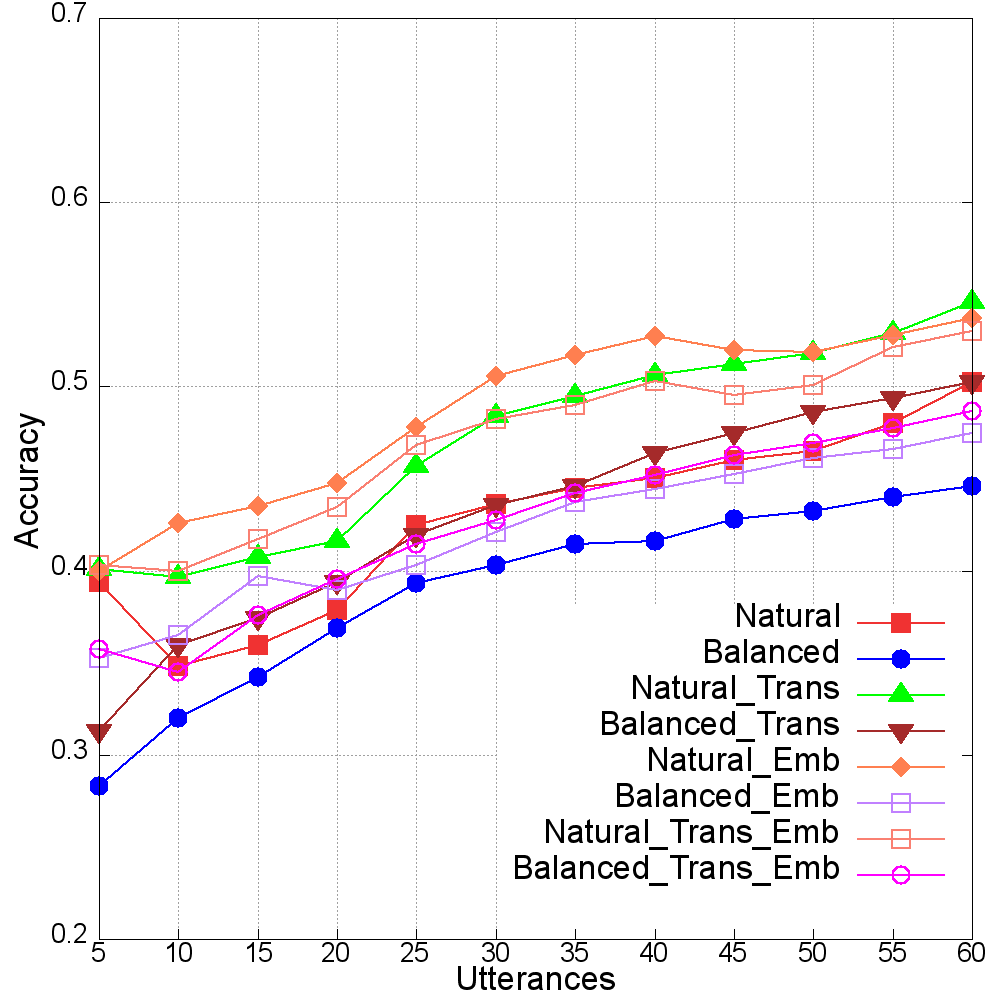 0.7
0.6
0.5
0.4
0.3
0.2
Accuracy
Natural
Balanced
Natural_Trans
Balanced_Trans
Natural_Emb
Balanced_Emb
Natural_Trans_Emb
Balanced_Trans_Emb
5 10 15 20 25 30 35 40 45 50 55 60
Utterances